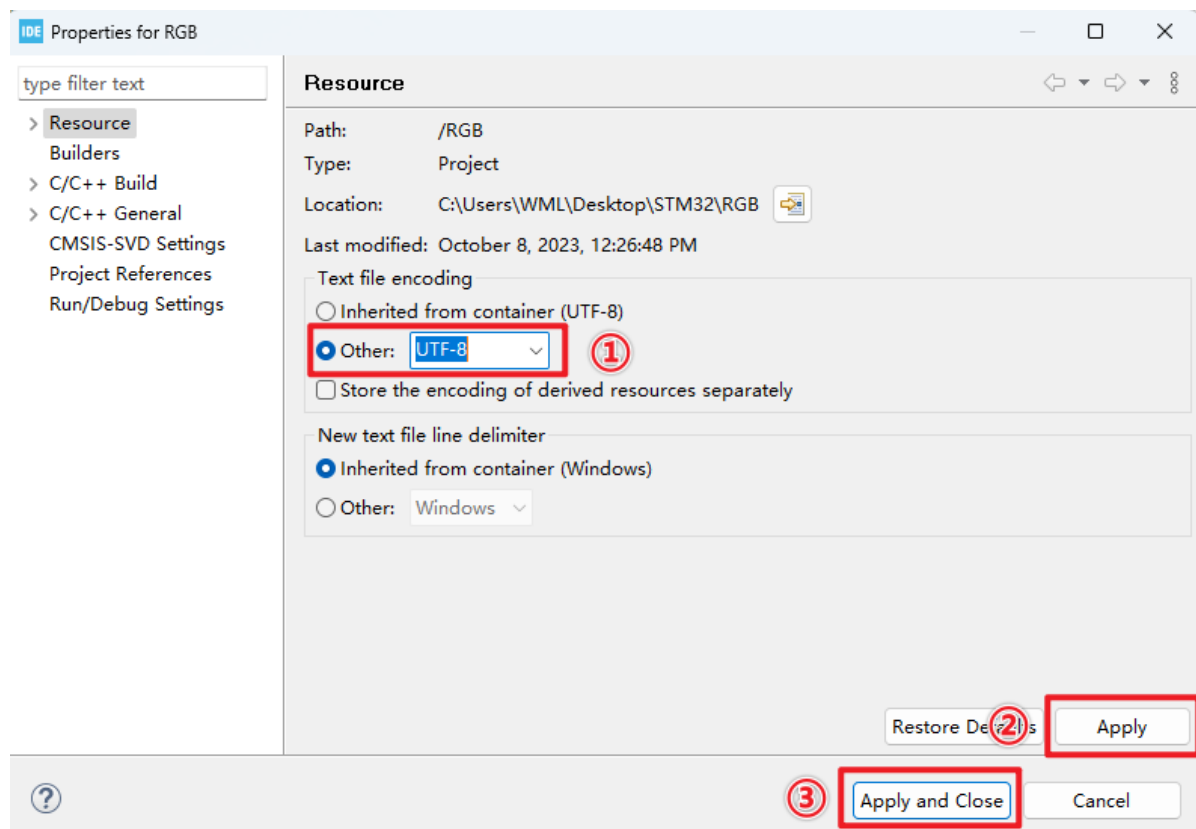 IDE Properties for RGB
type filter text
Resource
Builders
C/C++ Build
C/C++ General
CMSIS-SVD Settings
Project References
Run/Debug Settings
Resource
Path: /RGB
Type: Project
Location: C:\Users\WML\Desktop\STM32\RGB
Last modified: October 8, 2023, 12:26:48 PM
Text file encoding
Inherited from container (UTF-8)
Other: UTF-8 ①
Store the encoding of derived resources separately
New text file line delimiter
Inherited from container (Windows)
Other: Windows
Restore ② Apply
? ③ Apply and Close Cancel